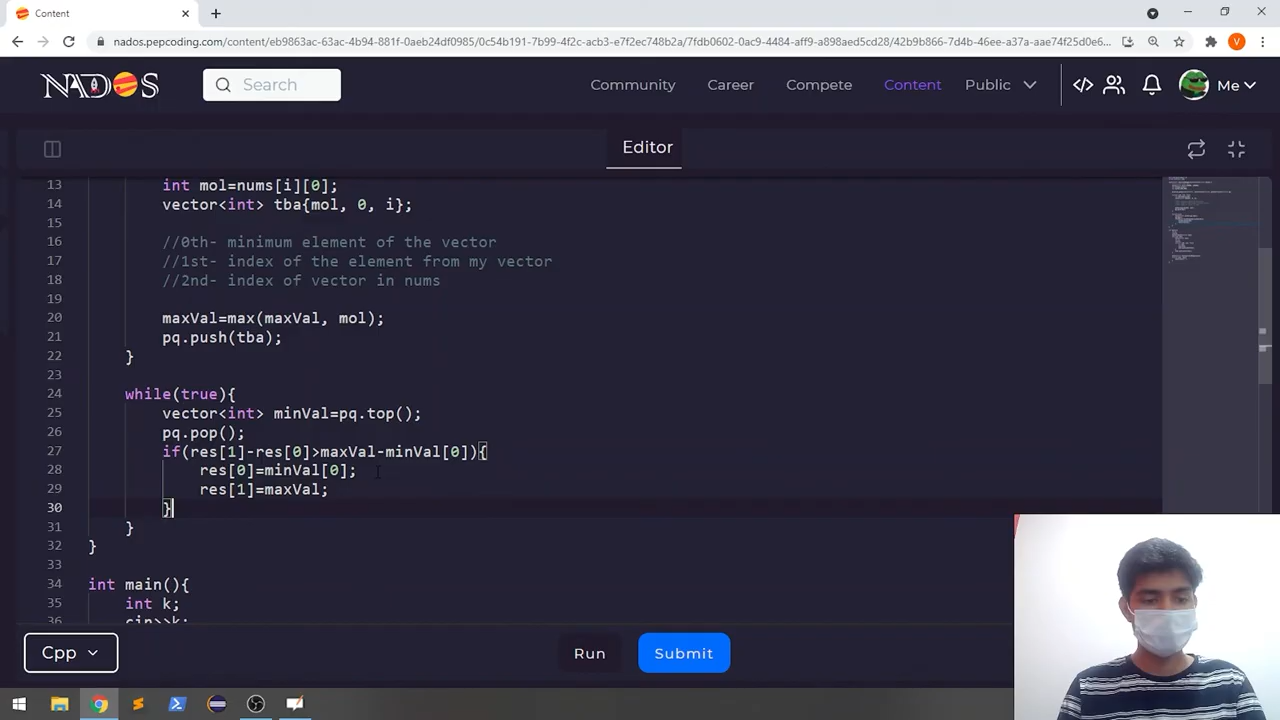 Content
nados.pepcoding.com/content/eb9863ac-63ac-4b94-881f-0aeb24df0985/0c54b191-7b99-4f2c-acb3-e7f2ec748b2a/7fdb0602-0ac9-4484-aff9-a898aed5cd28/42b9b866-7d4b-46ee-a37a-aae74f25d0e6...
V
NADOS
Search
Community
Career
Compete
Content
Public
Me
Editor
13 int mol=nums[i][0];
14 vector<int> tba{mol, 0, i};
15
16 //0th- minimum element of the vector
17 //1st- index of the element from my vector
18 //2nd- index of vector in nums
19
20 maxVal=max(maxVal, mol);
21 pq.push(tba);
22 }
23
24 while(true){
25 vector<int> minVal=pq.top();
26 pq.pop();
27 if(res[1]-res[0]>maxVal-minVal[0]){
28 res[0]=minVal[0];
29 res[1]=maxVal;
30 }
31 }
32 }
33
34 int main(){
35 int k;
36 cin>>k;
Cpp
Run
Submit